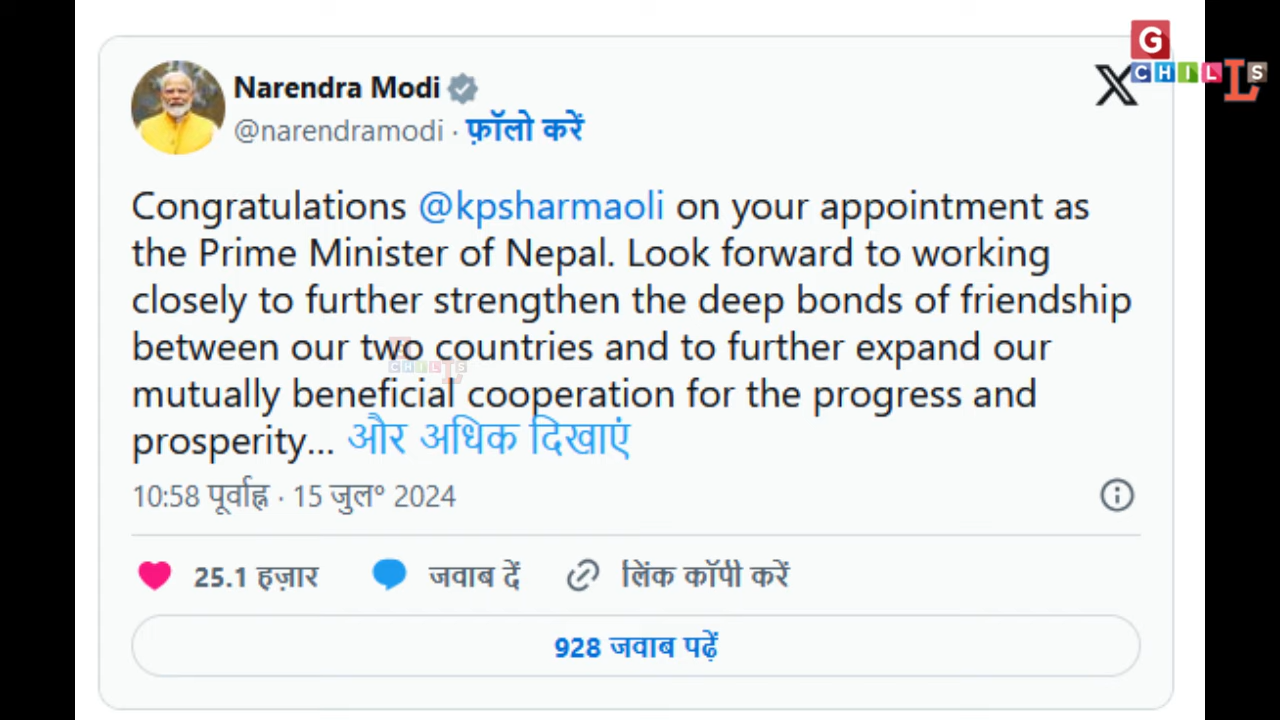 G
CHILLS
Narendra Modi
X
@narendramodi · फ़ॉलो करें
Congratulations @kpsharmaoli on your appointment as
the Prime Minister of Nepal. Look forward to working
closely to further strengthen the deep bonds of friendship
between our two countries and to further expand our
mutually beneficial cooperation for the progress and
prosperity... और अधिक दिखाएं
G
CHILLS
10:58 पूर्वाह्न · 15 जुल॰ 2024
25.1 हज़ार जवाब दें लिंक कॉपी करें
928 जवाब पढ़ें